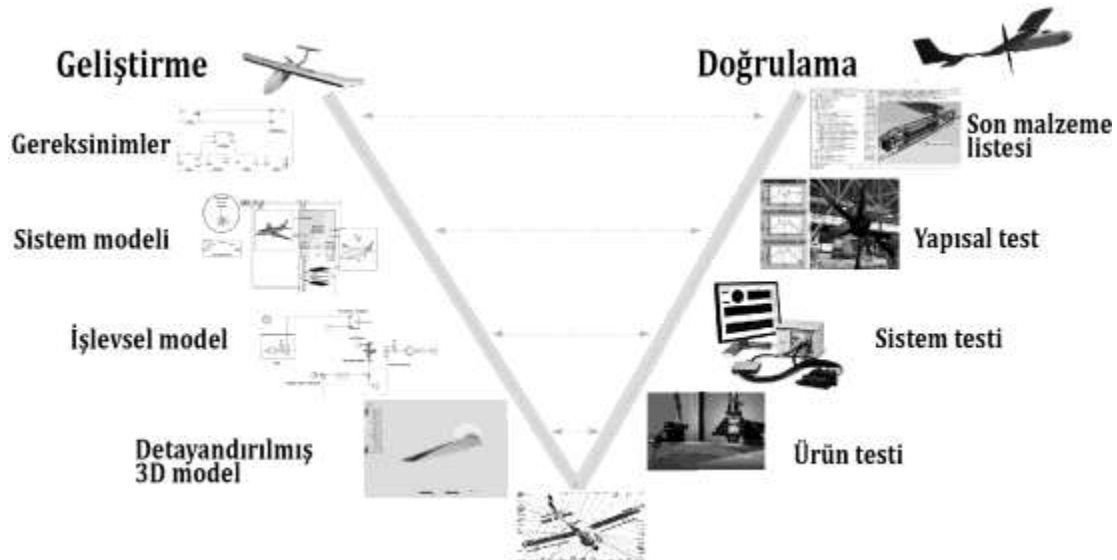 Geliştirme
Doğrulama
Gereksinimler
Son malzeme
listesi
Sistem modeli
Yapısal test
İşlevsel model
Sistem testi
Detayandırılmış
3D model
Ürün testi